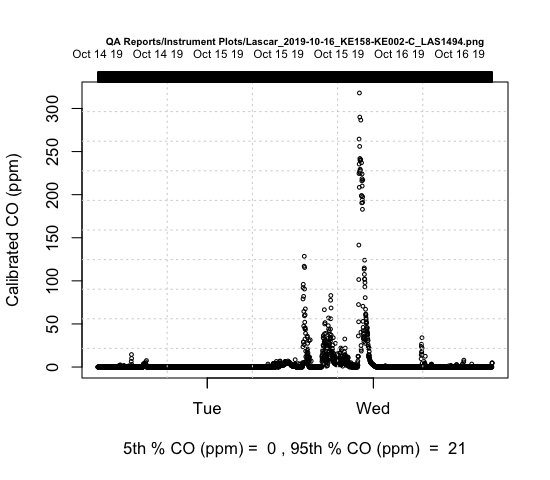 QA Reports/Instrument Plots/Lascar_2019-10-16_KE158-KE002-C_LAS1494.png
Oct 14 19 Oct 14 19 Oct 15 19 Oct 15 19 Oct 15 19 Oct 16 19 Oct 16 19
Calibrated CO (ppm)
300
250
200
150
100
50
0
Tue Wed
5th % CO (ppm) = 0 , 95th % CO (ppm) = 21